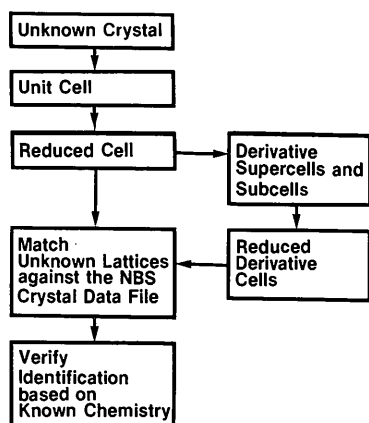 Unknown Crystal
Unit Cell
Reduced Cell
Derivative
Supercells and
Subcells
Reduced
Derivative
Cells
Match
Unknown Lattices
against the NBS
Crystal Data File
Verify
Identification
based on
Known Chemistry